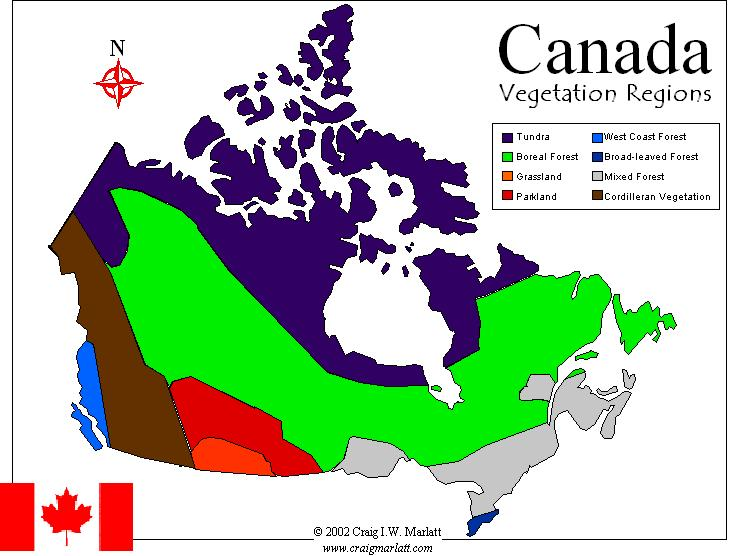 Canada
Vegetation Regions
N
Tundra
Boreal Forest
Grassland
Parkland
West Coast Forest
Broad-leaved Forest
Mixed Forest
Cordilleran Vegetation
© 2002 Craig I.W. Marlatt
www.craigmarlatt.com